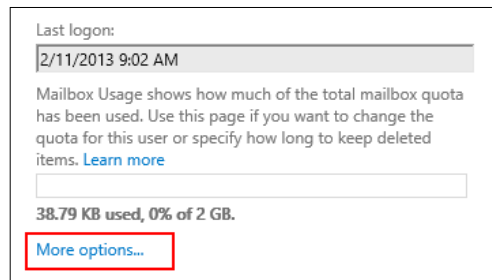 Last logon:
2/11/2013 9:02 AM
Mailbox Usage shows how much of the total mailbox quota
has been used. Use this page if you want to change the
quota for this user or specify how long to keep deleted
items. Learn more
38.79 KB used, 0% of 2 GB.
More options...